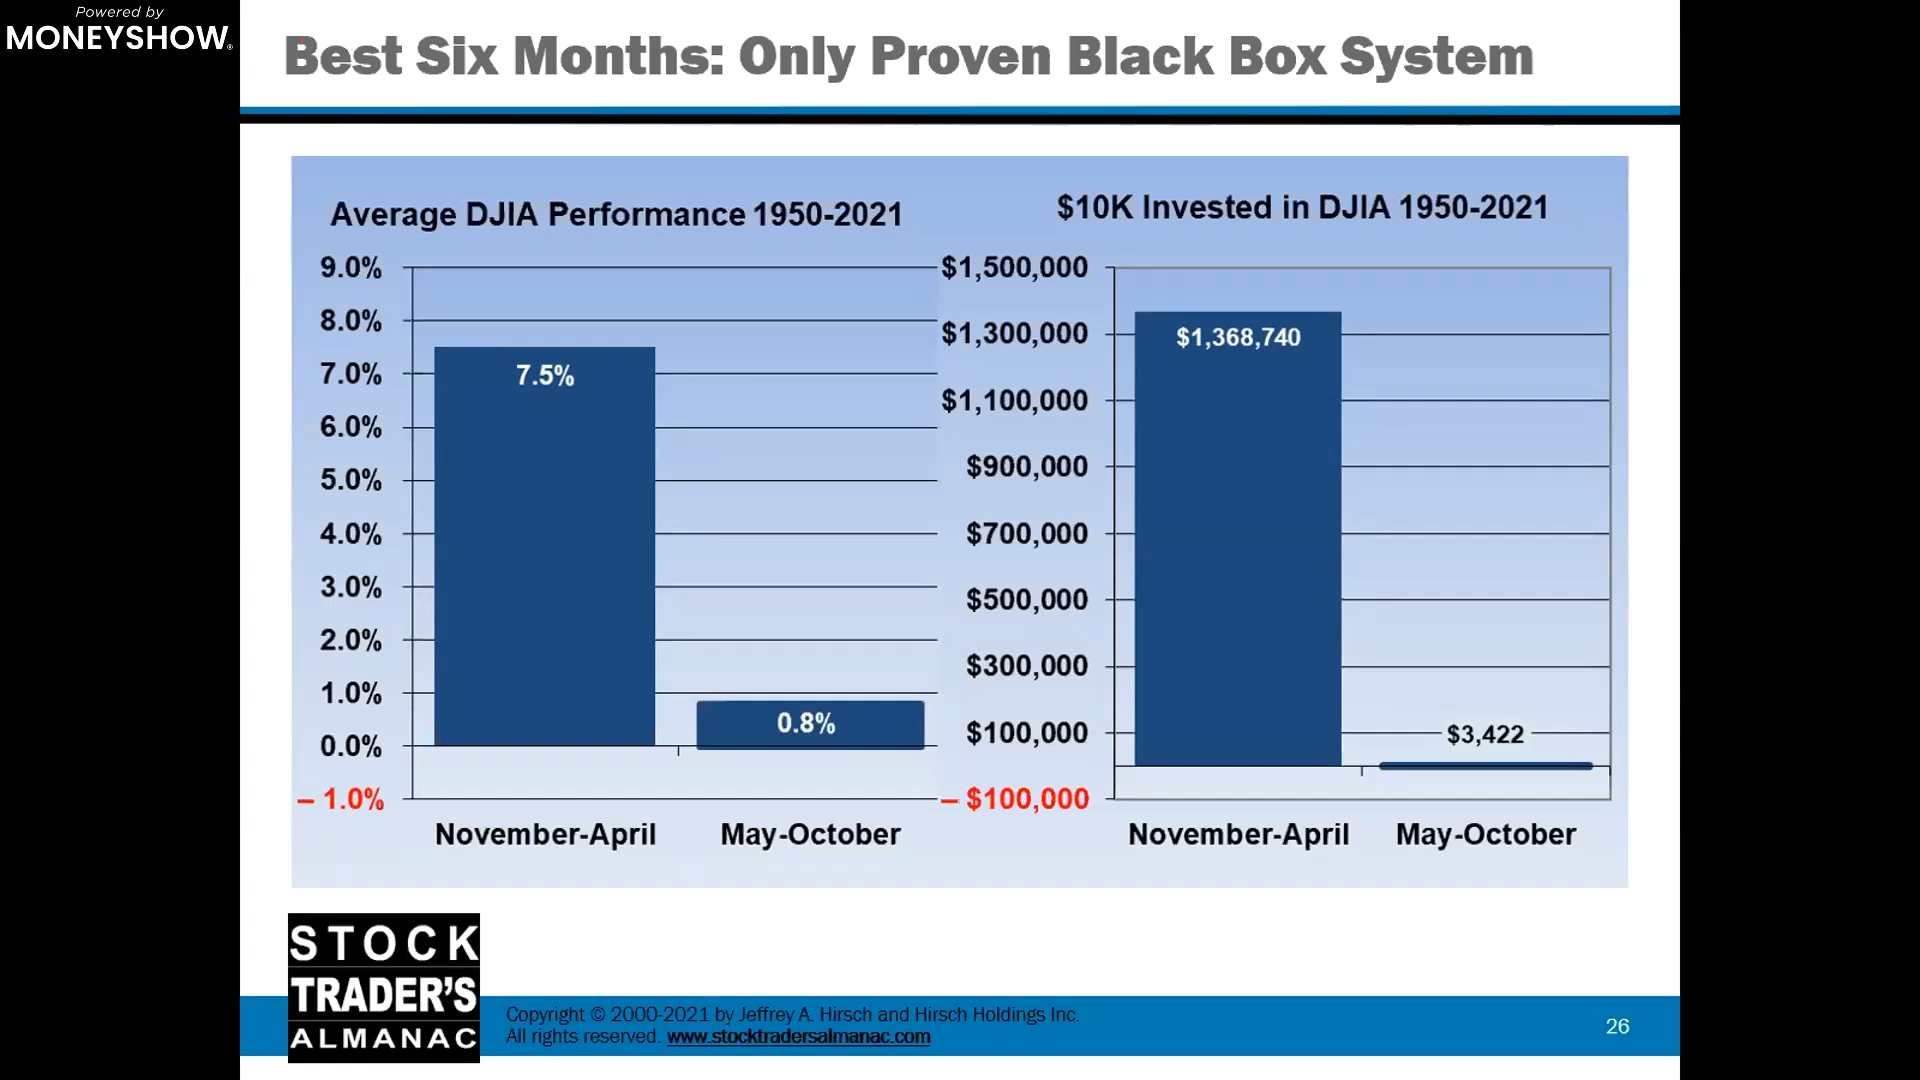 Powered by
MONEYSHOW®
Best Six Months: Only Proven Black Box System
Average DJIA Performance 1950-2021
9.0%
8.0%
7.0%
6.0%
5.0%
4.0%
3.0%
2.0%
1.0%
0.0%
– 1.0%
7.5%
0.8%
November-April
May-October
$10K Invested in DJIA 1950-2021
$1,500,000
$1,300,000
$1,100,000
$900,000
$700,000
$500,000
$300,000
$100,000
– $100,000
$1,368,740
$3,422
November-April
May-October
STOCK
TRADER'S
ALMANAC
Copyright © 2000-2021 by Jeffrey A. Hirsch and Hirsch Holdings Inc.
All rights reserved. www.stocktradersalmanac.com
26